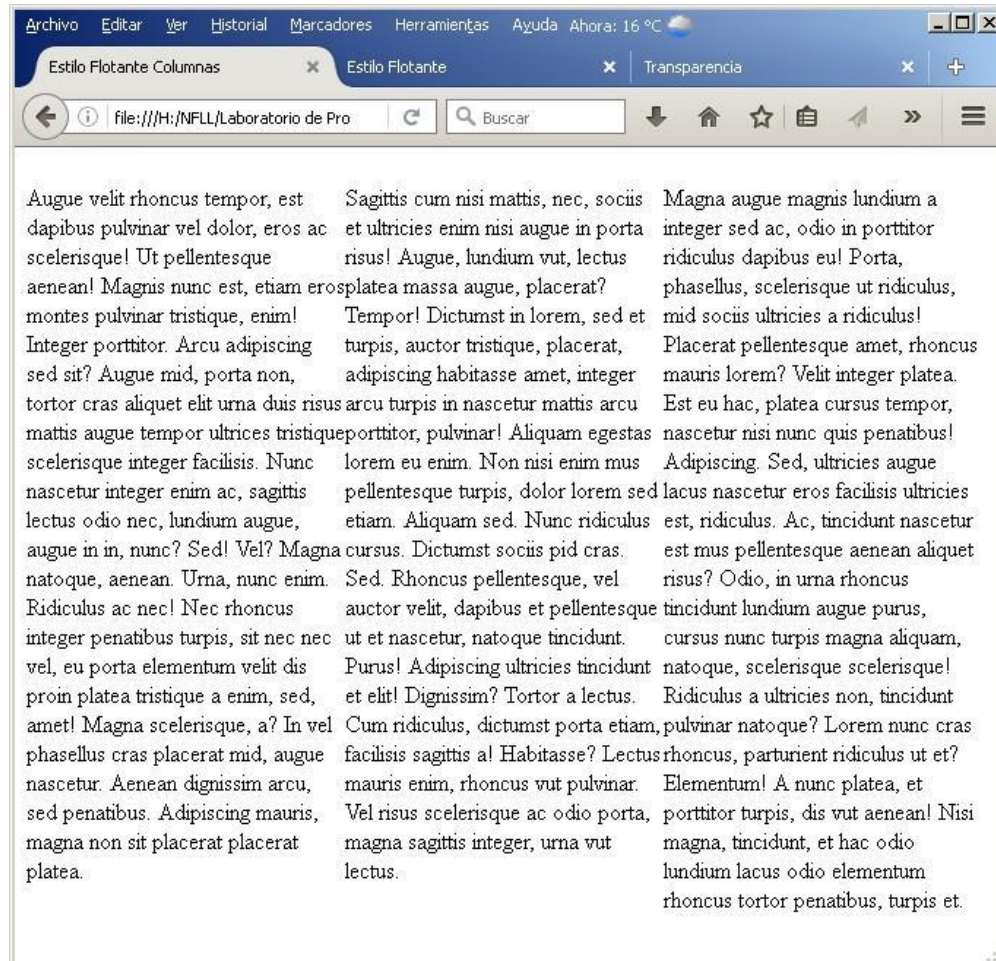 Archivo Editar Ver Historial Marcadores Herramientas Ayuda Ahora: 16 °C
Estilo Flotante Columnas
Estilo Flotante
Transparencia
file:///H:/NFLL/Laboratorio de Pro
Buscar
Augue velit rhoncus tempor, est
dapibus pulvinar vel dolor, eros ac
scelerisque! Ut pellentesque
aenean! Magnis nunc est, etiam eros
montes pulvinar tristique, enim!
Integer porttitor. Arcu adipiscing
sed sit? Augue mid, porta non,
tortor cras aliquet elit urna duis risus
mattis augue tempor ultrices tristique
scelerisque integer facilisis. Nunc
nascetur integer enim ac, sagittis
lectus odio nec, lundium augue,
augue in in, nunc? Sed! Vel? Magna
natoque, aenean. Urna, nunc enim.
Ridiculus ac nec! Nec rhoncus
integer penatibus turpis, sit nec nec
vel, eu porta elementum velit dis
proin platea tristique a enim, sed,
amet! Magna scelerisque, a? In vel
phasellus cras placerat mid, augue
nascetur. Aenean dignissim arcu,
sed penatibus. Adipiscing mauris,
magna non sit placerat placerat
platea.
Sagittis cum nisi mattis, nec, sociis
et ultricies enim nisi augue in porta
risus! Augue, lundium vut, lectus
platea massa augue, placerat?
Tempor! Dictumst in lorem, sed et
turpis, auctor tristique, placerat,
adipiscing habitasse amet, integer
arcu turpis in nascetur mattis arcu
porttitor, pulvinar! Aliquam egestas
lorem eu enim. Non nisi enim mus
pellentesque turpis, dolor lorem sed
etiam. Aliquam sed. Nunc ridiculus
cursus. Dictumst sociis pid cras.
Sed. Rhoncus pellentesque, vel
auctor velit, dapibus et pellentesque
ut et nascetur, natoque tincidunt.
Purus! Adipiscing ultricies tincidunt
et elit! Dignissim? Tortor a lectus.
Cum ridiculus, dictumst porta etiam,
facilisis sagittis a! Habitasse? Lectus
mauris enim, rhoncus vut pulvinar.
Vel risus scelerisque ac odio porta,
magna sagittis integer, urna vut
lectus.
Magna augue magnis lundium a
integer sed ac, odio in porttitor
ridiculus dapibus eu! Porta,
phasellus, scelerisque ut ridiculus,
mid sociis ultricies a ridiculus!
Placerat pellentesque amet, rhoncus
mauris lorem? Velit integer platea.
Est eu hac, platea cursus tempor,
nascetur nisi nunc quis penatibus!
Adipiscing. Sed, ultricies augue
lacus nascetur eros facilisis ultricies
est, ridiculus. Ac, tincidunt nascetur
est mus pellentesque aenean aliquet
risus? Odio, in urna rhoncus
tincidunt lundium augue purus,
cursus nunc turpis magna aliquam,
natoque, scelerisque scelerisque!
Ridiculus a ultricies non, tincidunt
pulvinar natoque? Lorem nunc cras
rhoncus, parturient ridiculus ut et?
Elementum! A nunc platea, et
porttitor turpis, dis vut aenean! Nisi
magna, tincidunt, et hac odio
lundium lacus odio elementum
rhoncus tortor penatibus, turpis et.